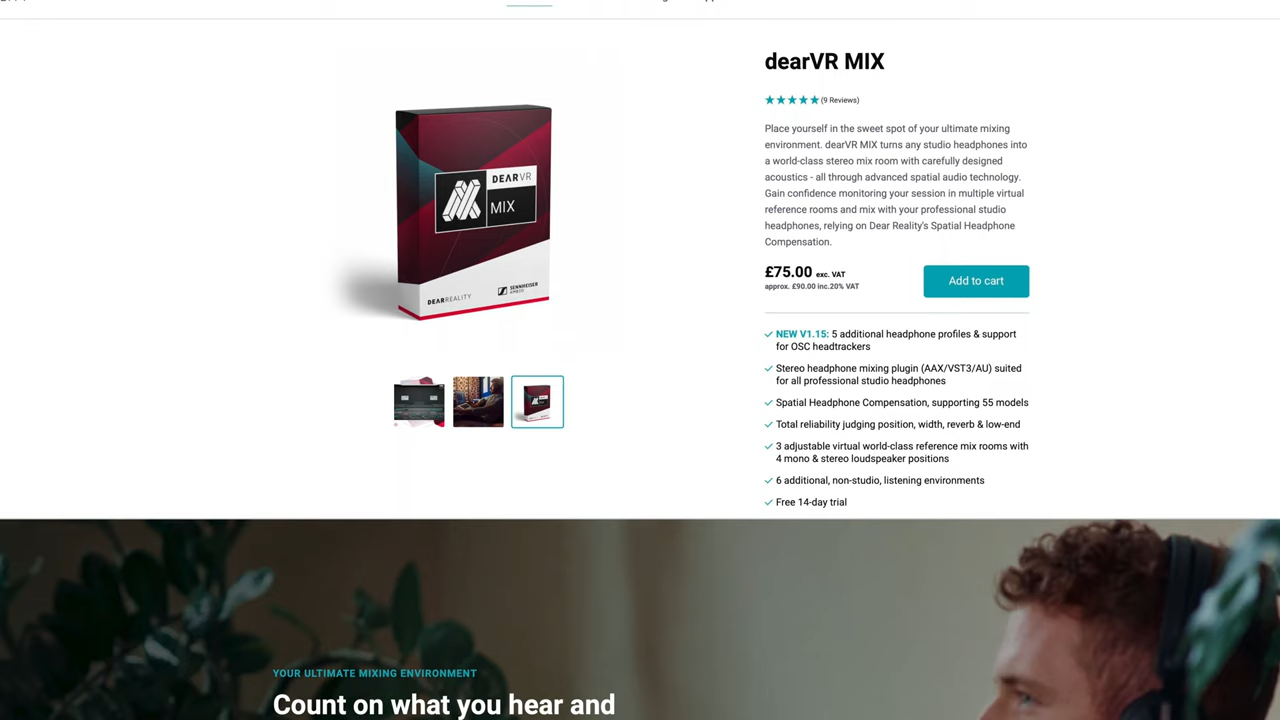 dearVR MIX
(9 Reviews)
Place yourself in the sweet spot of your ultimate mixing
environment. dearVR MIX turns any studio headphones into
a world-class stereo mix room with carefully designed
acoustics - all through advanced spatial audio technology.
Gain confidence monitoring your session in multiple virtual
reference rooms and mix with your professional studio
headphones, relying on Dear Reality's Spatial Headphone
Compensation.
£75.00 exc. VAT
approx. £90.00 inc.20% VAT
Add to cart
NEW V1.15: 5 additional headphone profiles & support
for OSC headtrackers
Stereo headphone mixing plugin (AAX/VST3/AU) suited
for all professional studio headphones
Spatial Headphone Compensation, supporting 55 models
Total reliability judging position, width, reverb & low-end
3 adjustable virtual world-class reference mix rooms with
4 mono & stereo loudspeaker positions
6 additional, non-studio, listening environments
Free 14-day trial
DEARVR
MIX
DEARREALITY
SENNHEISER
YOUR ULTIMATE MIXING ENVIRONMENT
Count on what you hear and